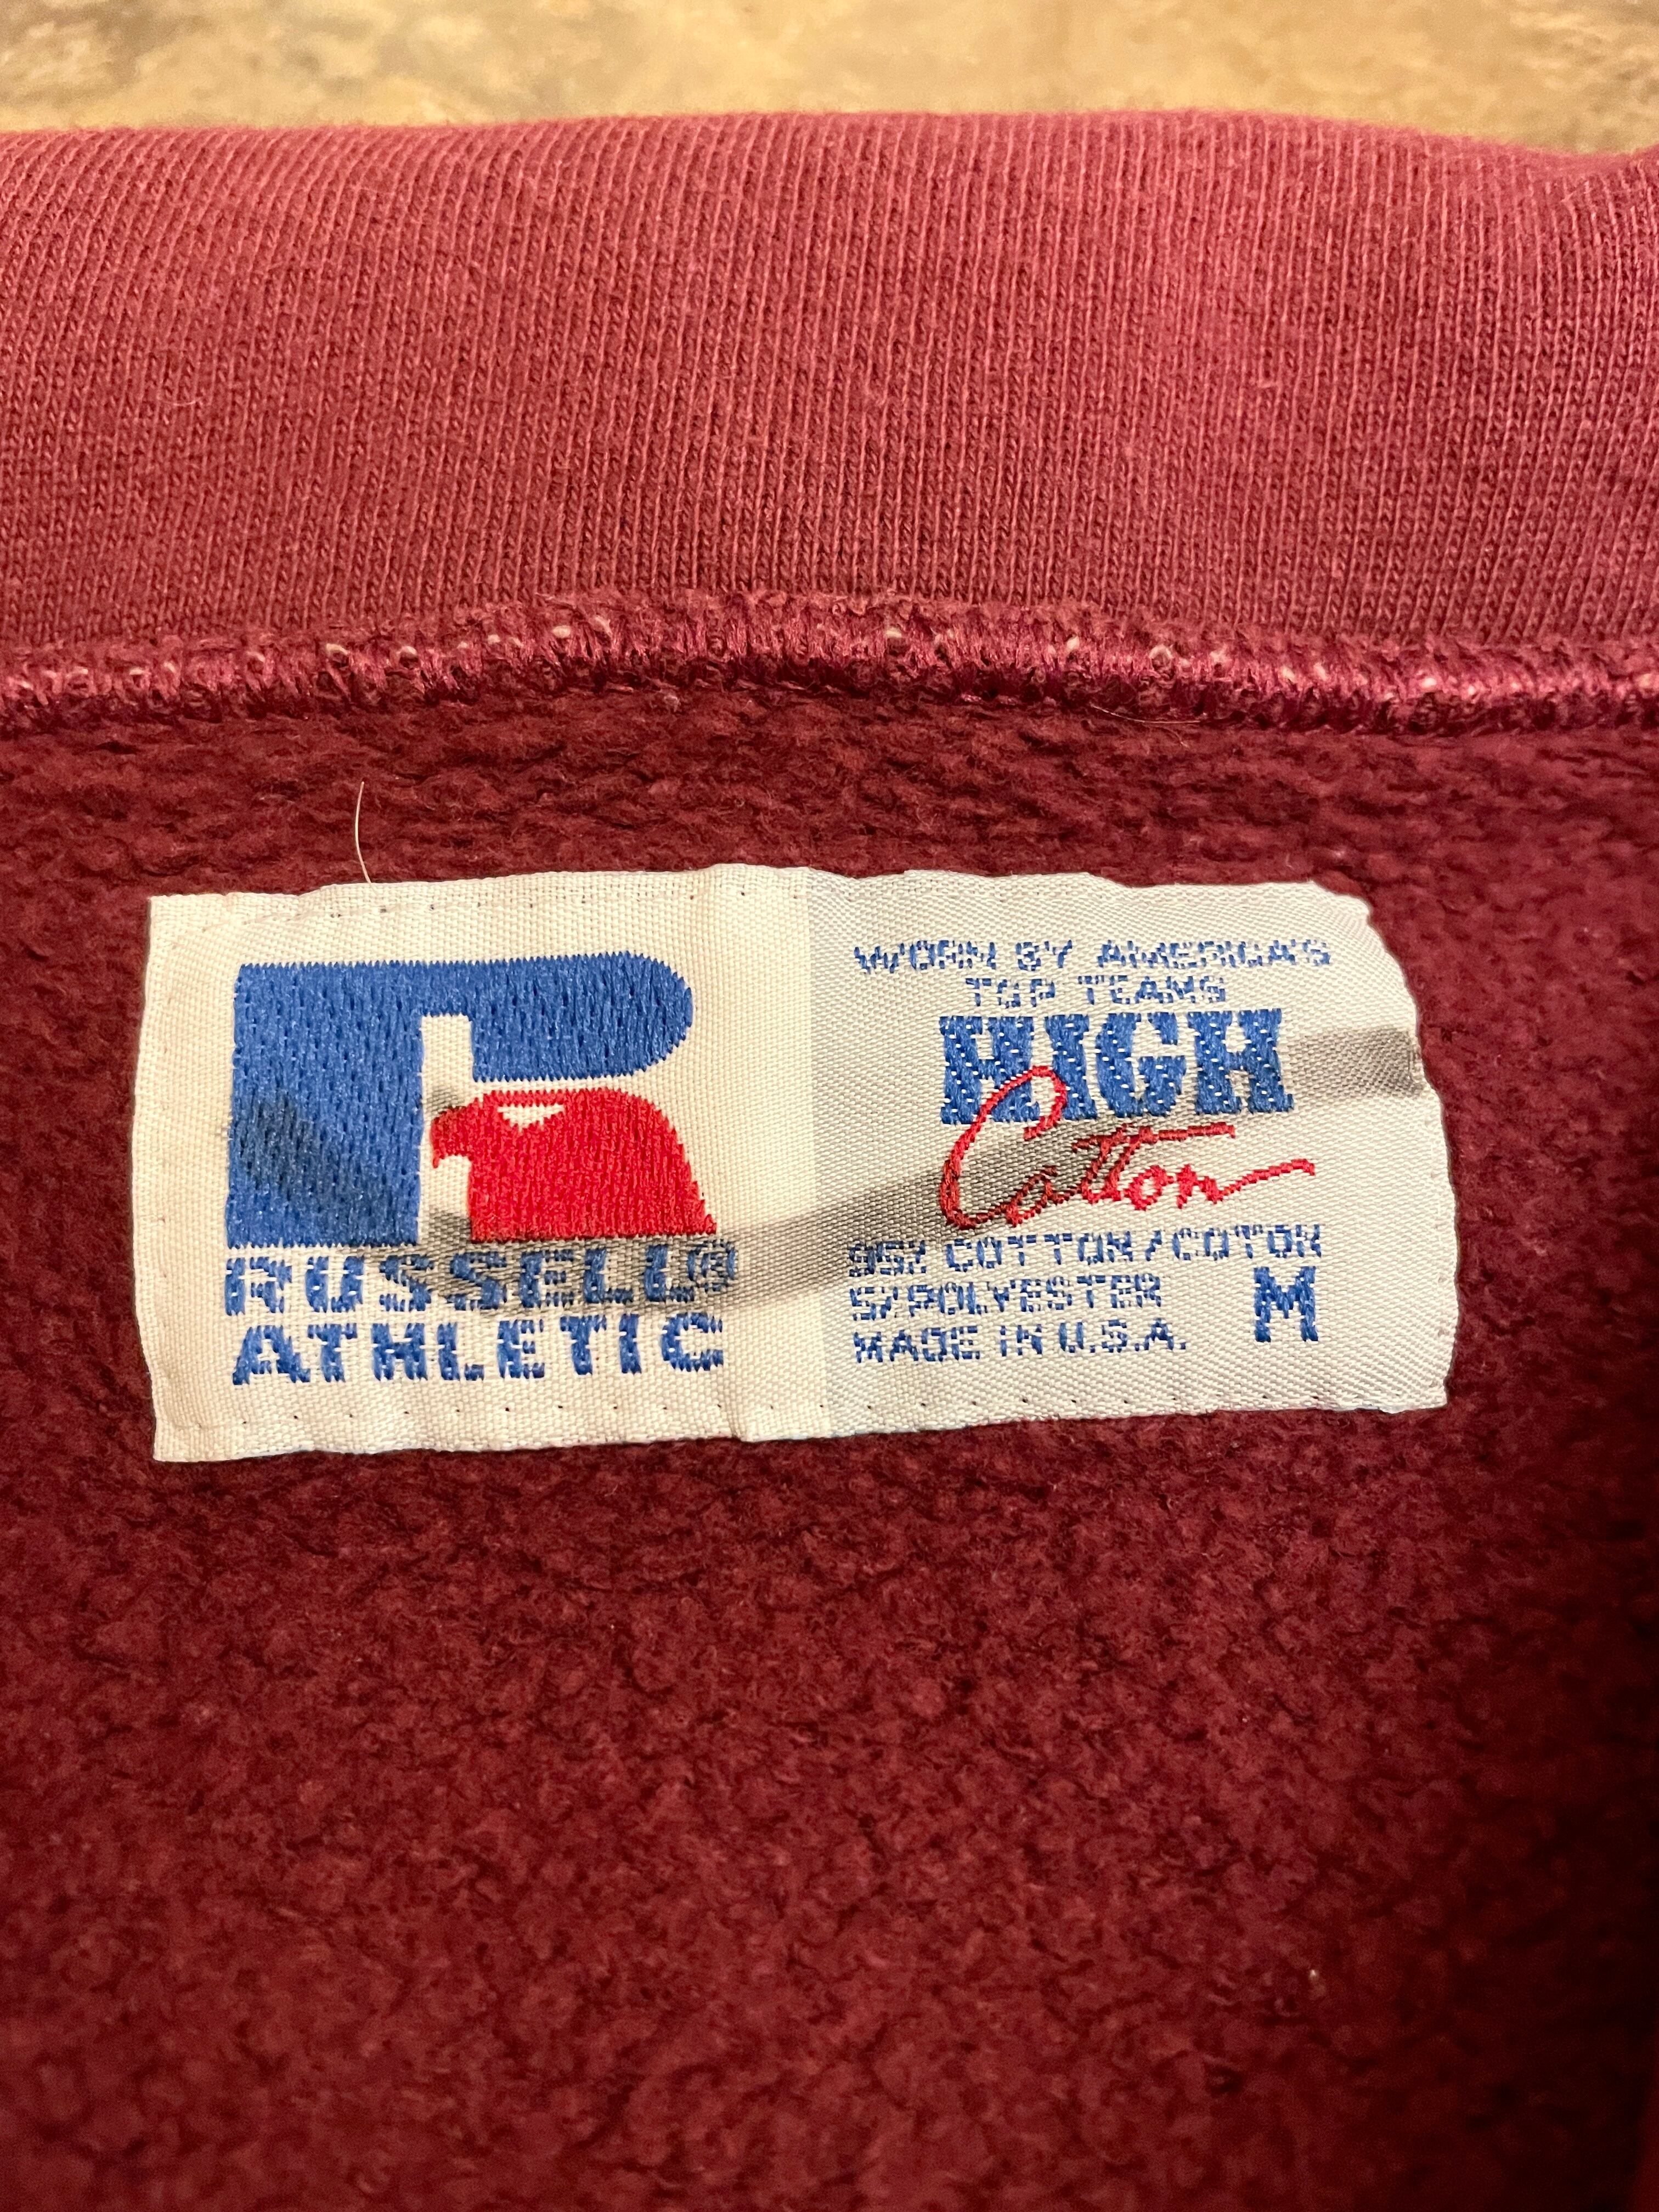 RUSSELL®
ATHLETIC
WORN BY AMERICA'S
TOP TEAMS
HIGH
Cotton
95% COTTON/COTON
5% POLYESTER
MADE IN U.S.A.
M